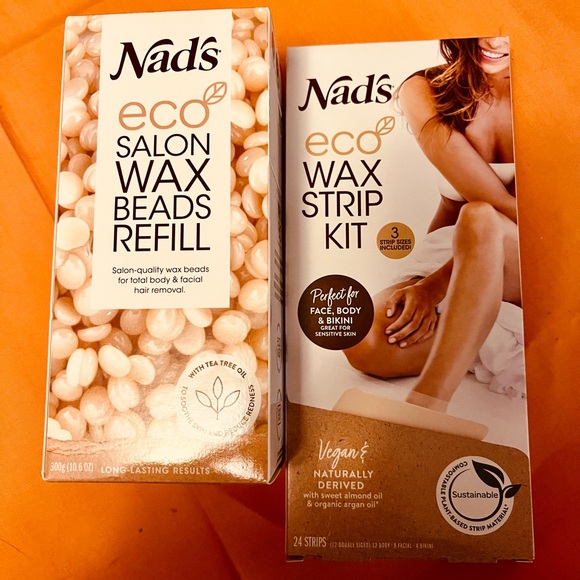 Nad's
eco
SALON
WAX
BEADS
REFILL
Salon-quality wax beads
for total body & facial
hair removal.
WITH TEA TREE OIL
TO SOOTHE SKIN AND REDUCE REDNESS
300g (10.6 OZ) LONG-LASTING RESULTS
Nad's
eco
WAX
STRIP
KIT
3
STRIP SIZES
INCLUDED!
Perfect for
FACE, BODY
& BIKINI
GREAT FOR
SENSITIVE SKIN
Vegan &
NATURALLY
DERIVED
with sweet almond oil
& organic argan oil*
COMPOSTABLE
Sustainable
PLANT-BASED STRIP MATERIAL*
24 STRIPS